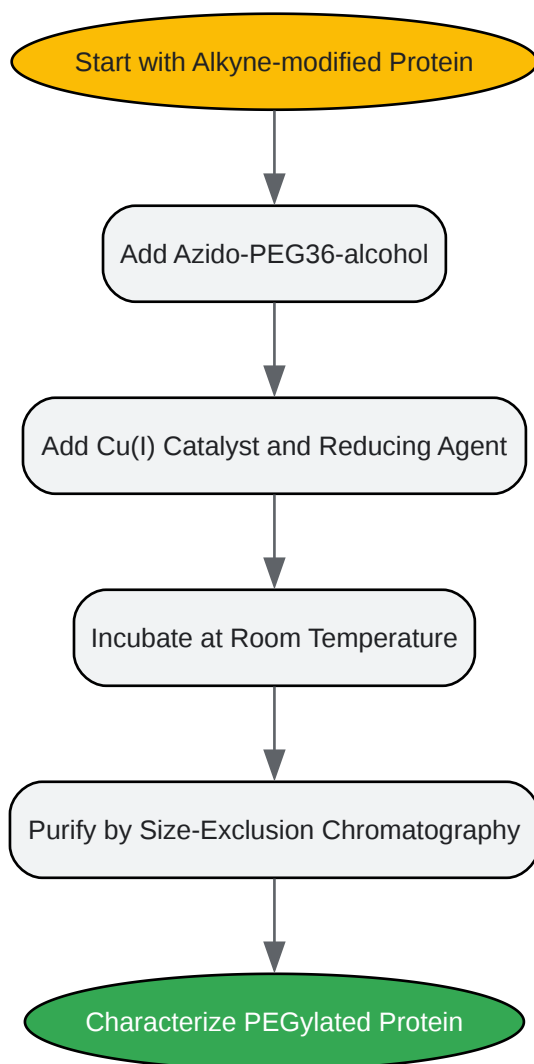 Start with Alkyne-modified Protein
Add Azido-PEG36-alcohol
Add Cu(I) Catalyst and Reducing Agent
Incubate at Room Temperature
Purify by Size-Exclusion Chromatography
Characterize PEGylated Protein